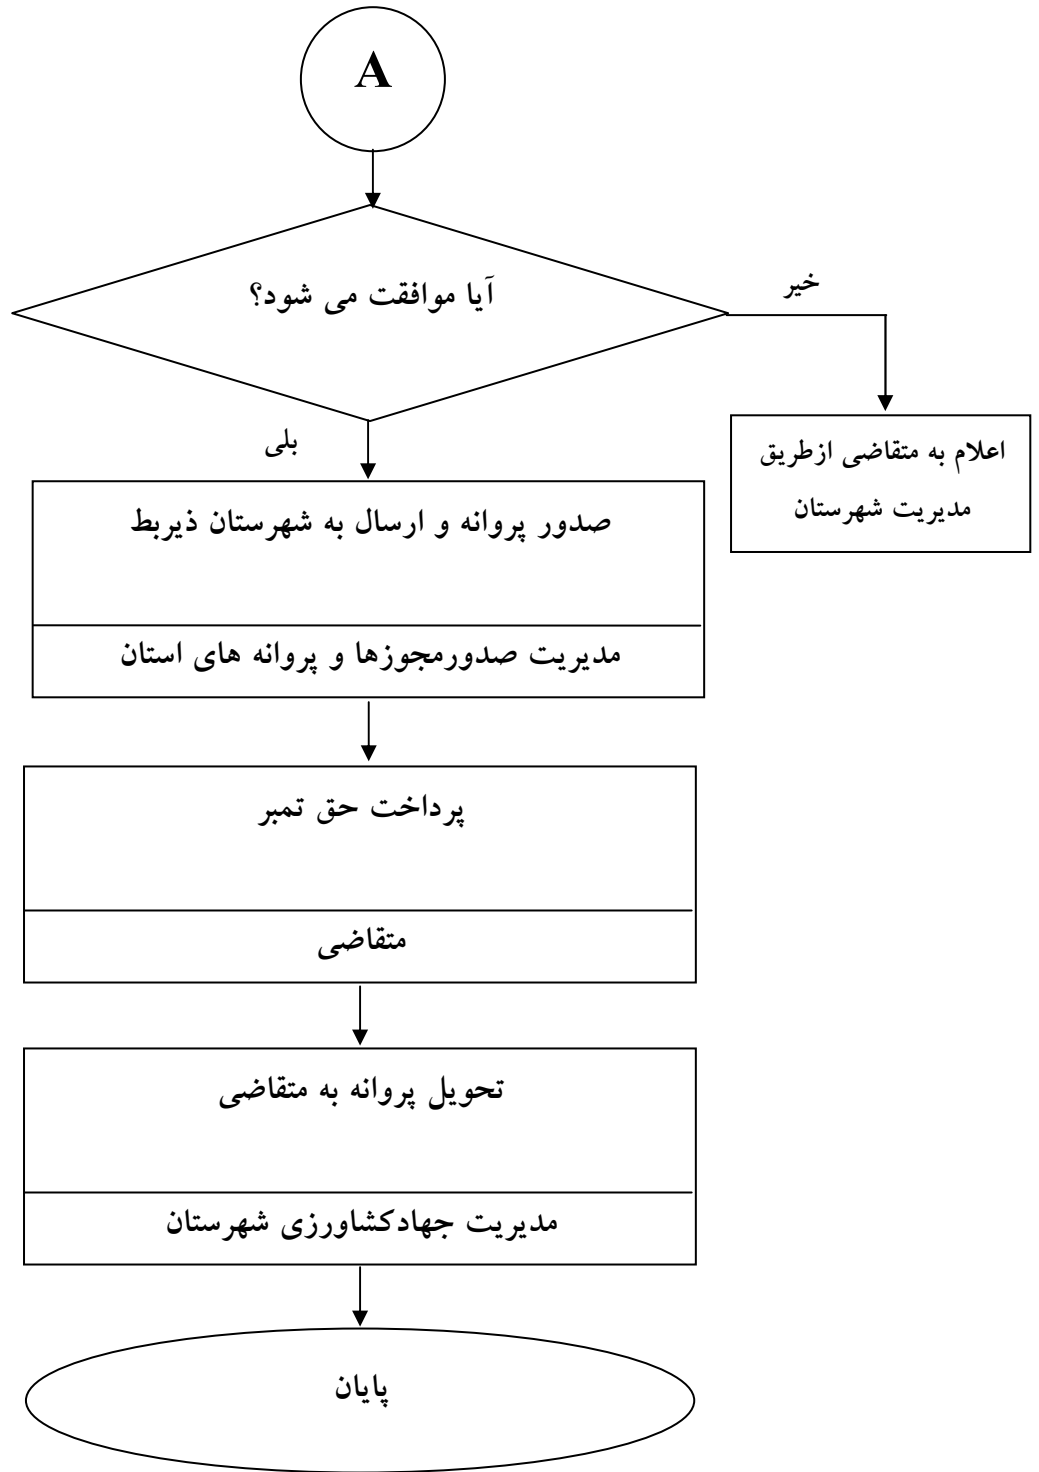 A
آیا موافقت می شود؟
خیر
بلی
اعلام به متقاضی ازطریق
مدیریت شهرستان
صدور پروانه و ارسال به شهرستان ذیربط
مدیریت صدورمجوزها و پروانه های استان
پرداخت حق تمبر
متقاضی
تحویل پروانه به متقاضی
مدیریت جهادکشاورزی شهرستان
پایان